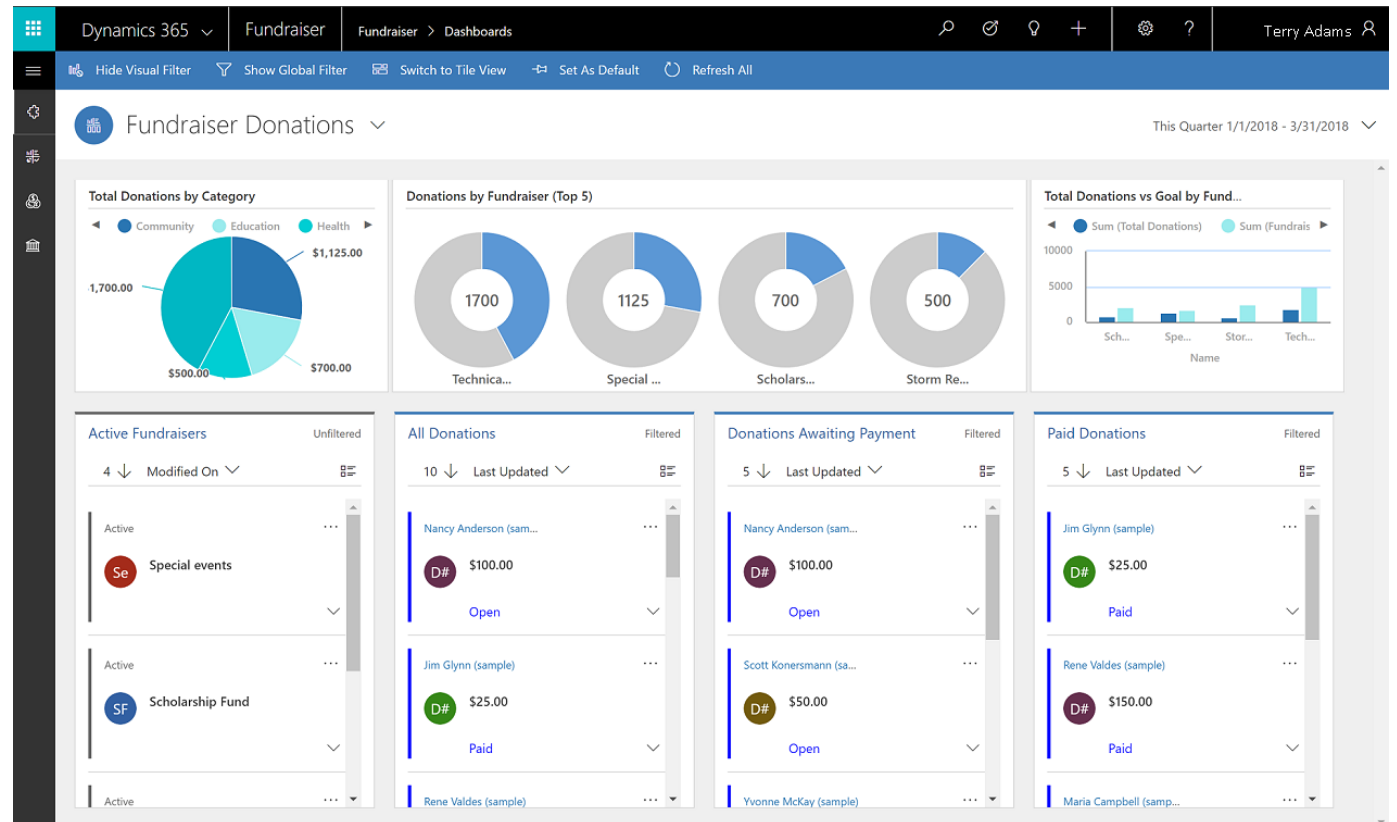 Dynamics 365 Fundraiser Fundraiser > Dashboards Terry Adams
Hide Visual Filter Show Global Filter Switch to Tile View Set As Default Refresh All
Fundraiser Donations
This Quarter 1/1/2018 - 3/31/2018
Total Donations by Category
Community Education Health
$1,125.00
1,700.00
$700.00
$500.00
Donations by Fundraiser (Top 5)
1700 1125 700 500
Technica... Special ... Scholars... Storm Re...
Total Donations vs Goal by Fund...
Sum (Total Donations) Sum (Fundrais
10000
5000
0
Sch... Spe... Stor... Tech...
Name
Active Fundraisers Unfiltered
4 Modified On
Active
Se Special events
Active
SF Scholarship Fund
Active
All Donations Filtered
10 Last Updated
Nancy Anderson (sam...
D# $100.00
Open
Jim Glynn (sample)
D# $25.00
Paid
Rene Valdes (sample)
Donations Awaiting Payment Filtered
5 Last Updated
Nancy Anderson (sam...
D# $100.00
Open
Scott Konersmann (sa...
D# $50.00
Open
Yvonne McKay (sample)
Paid Donations Filtered
5 Last Updated
Jim Glynn (sample)
D# $25.00
Paid
Rene Valdes (sample)
D# $150.00
Paid
Maria Campbell (samp...